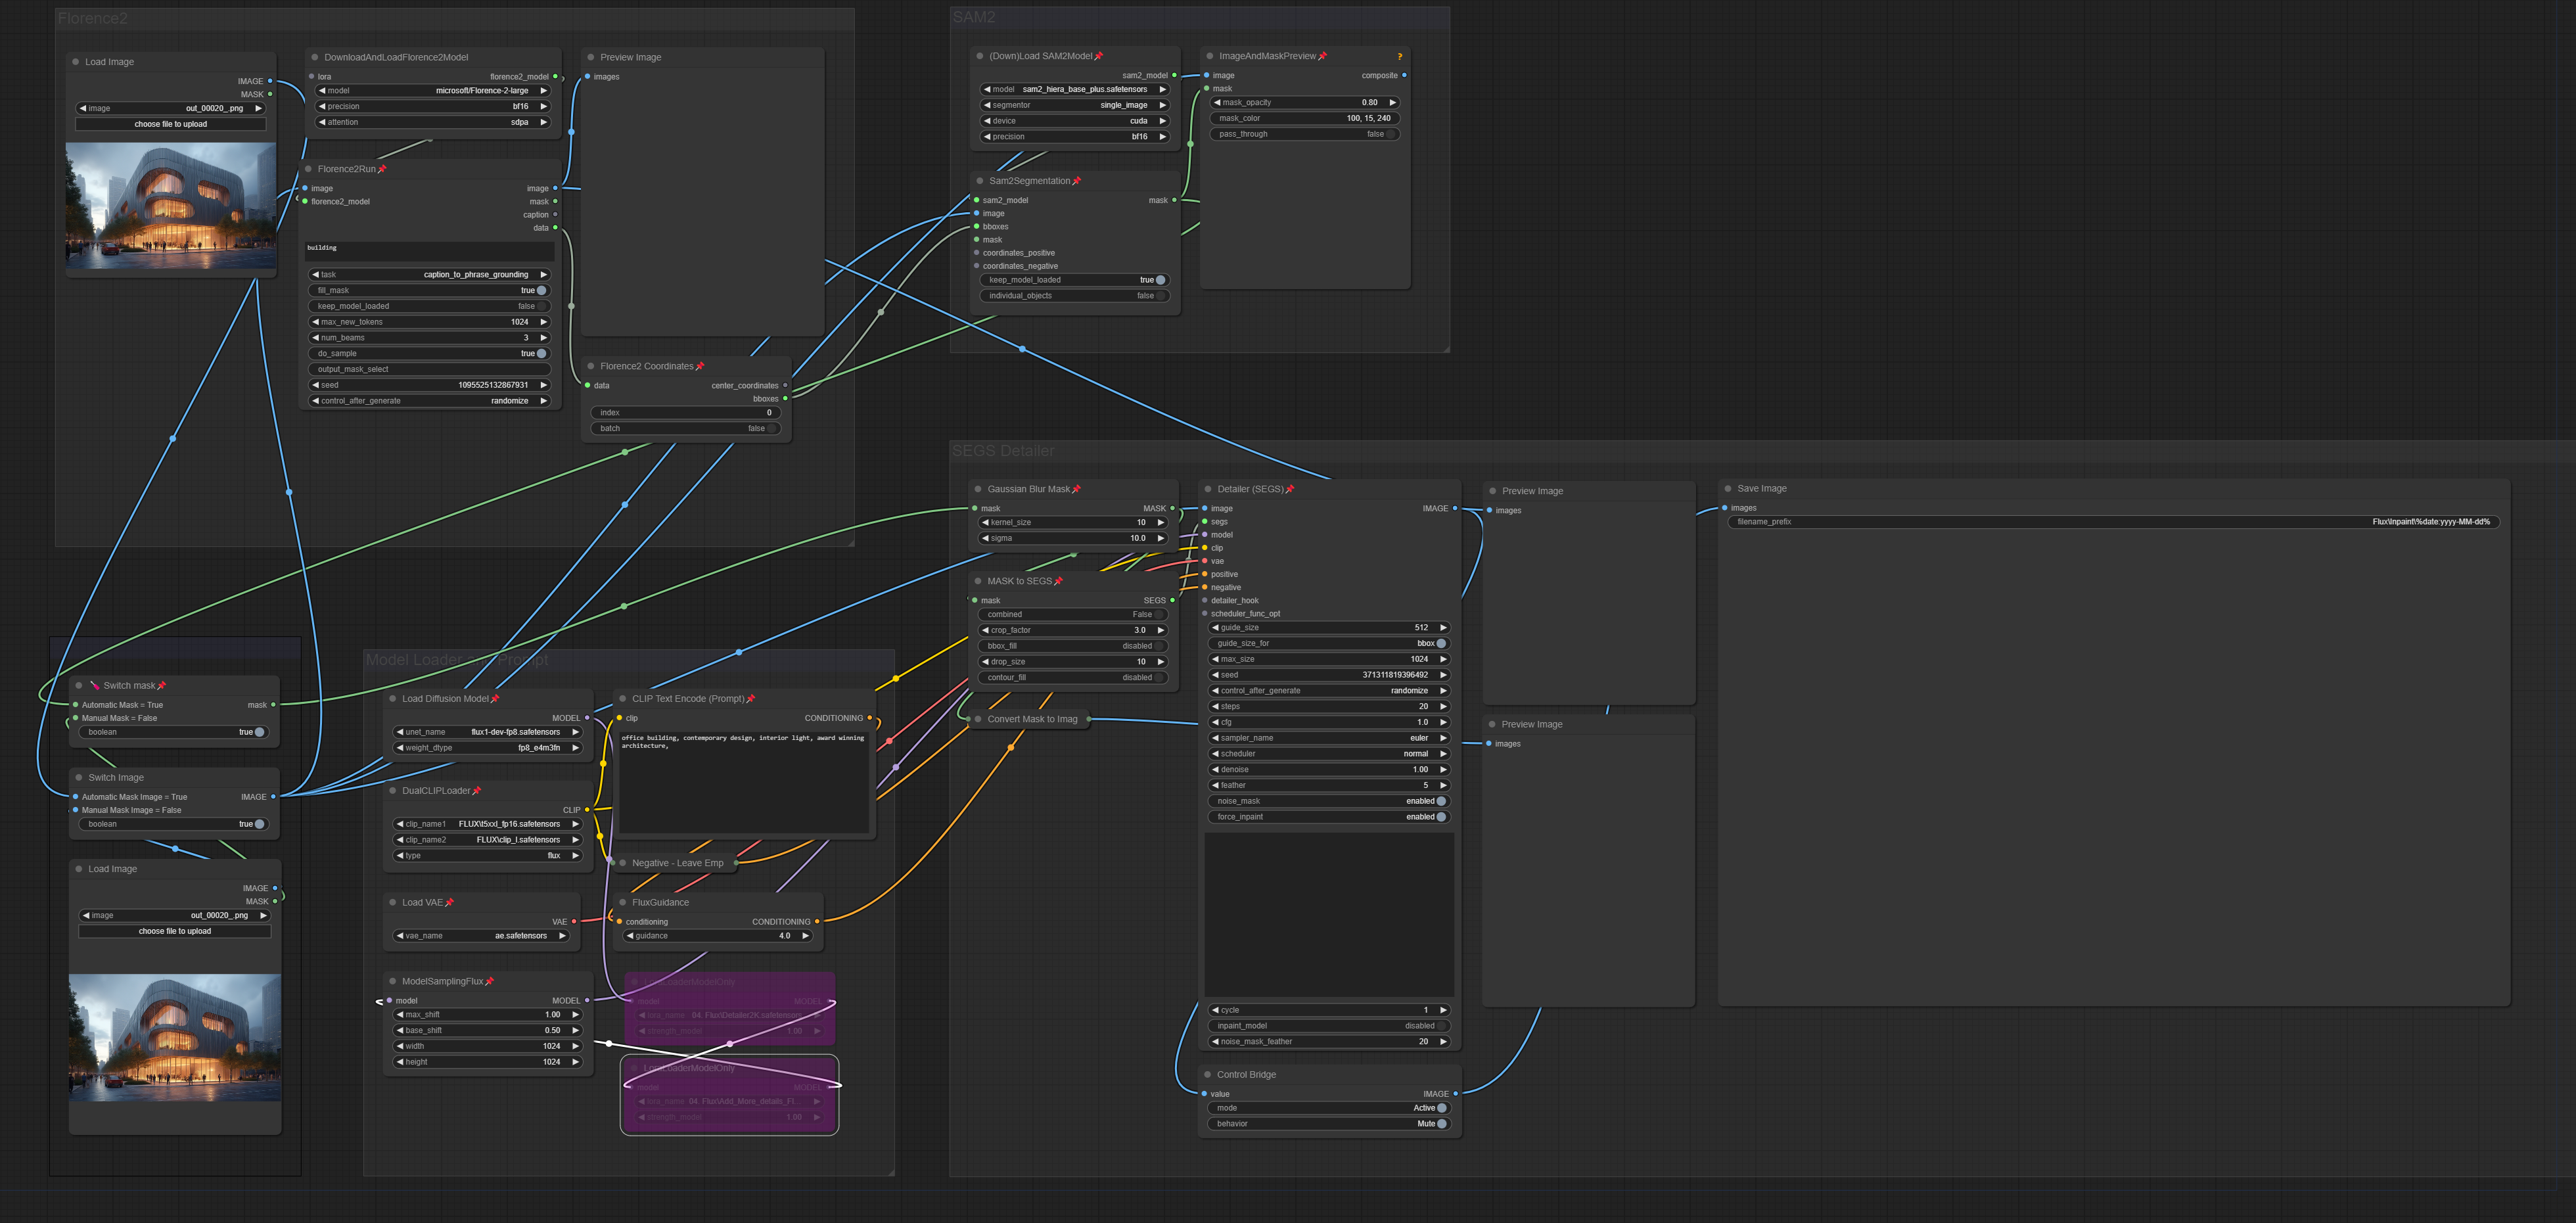 Florence2
Load Image
IMAGE
MASK
image out_00020_.png
choose file to upload
DownloadAndLoadFlorence2Model
lora florence2_model
model microsoft/Florence-2-large
precision bf16
attention sdpa
Florence2Run
image image
florence2_model mask
caption
data
building
task caption_to_phrase_grounding
fill_mask true
keep_model_loaded false
max_new_tokens 1024
num_beams 3
do_sample true
output_mask_select
seed 1095525132867931
control_after_generate randomize
Preview Image
images
Florence2 Coordinates
data center_coordinates
bboxes
index 0
batch false
SAM2
(Down)Load SAM2Model
sam2_model
model sam2_hiera_base_plus.safetensors
segmentor single_image
device cuda
precision bf16
Sam2Segmentation
sam2_model mask
image
bboxes
mask
coordinates_positive
coordinates_negative
keep_model_loaded true
individual_objects false
ImageAndMaskPreview ?
image composite
mask
mask_opacity 0.80
mask_color 100, 15, 240
pass_through false
Switch mask
Automatic Mask = True mask
Manual Mask = False
boolean true
Switch Image
Automatic Mask Image = True IMAGE
Manual Mask Image = False
boolean true
Load Image
IMAGE
MASK
image out_00020_.png
choose file to upload
Model Loader and Prompt
Load Diffusion Model
MODEL
unet_name flux1-dev-fp8.safetensors
weight_dtype fp8_e4m3fn
DualCLIPLoader
CLIP
clip_name1 FLUX\t5xxl_fp16.safetensors
clip_name2 FLUX\clip_l.safetensors
type flux
Load VAE
VAE
vae_name ae.safetensors
ModelSamplingFlux
model MODEL
max_shift 1.00
base_shift 0.50
width 1024
height 1024
CLIP Text Encode (Prompt)
clip CONDITIONING
office building, contemporary design, interior light, award winning
architecture,
Negative - Leave Emp
FluxGuidance
conditioning CONDITIONING
guidance 4.0
LoraLoaderModelOnly
model MODEL
lora_name 04. Flux\Detailer2K.safetensors
strength_model 1.00
LoraLoaderModelOnly
model MODEL
lora_name 04. Flux\Add_More_details_Fl...
strength_model 1.00
SEGS Detailer
Gaussian Blur Mask
mask MASK
kernel_size 10
sigma 10.0
MASK to SEGS
mask SEGS
combined False
crop_factor 3.0
bbox_fill disabled
drop_size 10
contour_fill disabled
Convert Mask to Imag
Detailer (SEGS)
image IMAGE
segs
model
clip
vae
positive
negative
detailer_hook
scheduler_func_opt
guide_size 512
guide_size_for bbox
max_size 1024
seed 371311819396492
control_after_generate randomize
steps 20
cfg 1.0
sampler_name euler
scheduler normal
denoise 1.00
feather 5
noise_mask enabled
force_inpaint enabled
cycle 1
inpaint_model disabled
noise_mask_feather 20
Control Bridge
value IMAGE
mode Active
behavior Mute
Preview Image
images
Preview Image
images
Save Image
images
filename_prefix Flux\Inpaint\%date:yyyy-MM-dd%